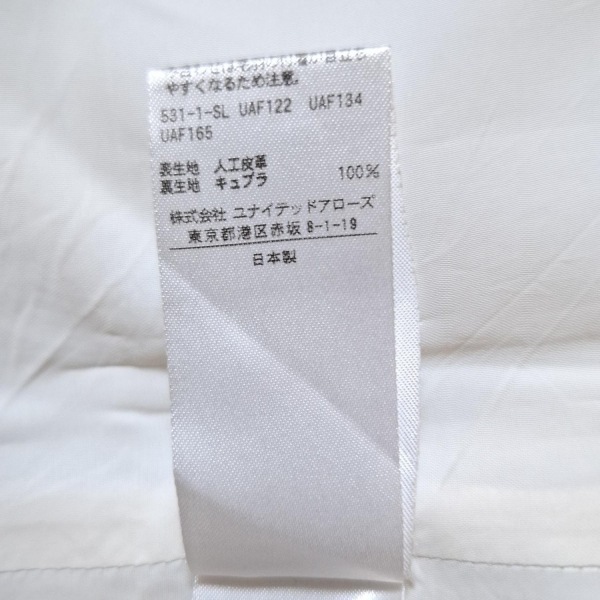 やすくなるため注意。
531-1-SL UAF122 UAF134
UAF165
表生地 人工皮革
裏生地 キュプラ 100%
株式会社 ユナイテッドアローズ
東京都港区赤坂 8-1-19
日本製